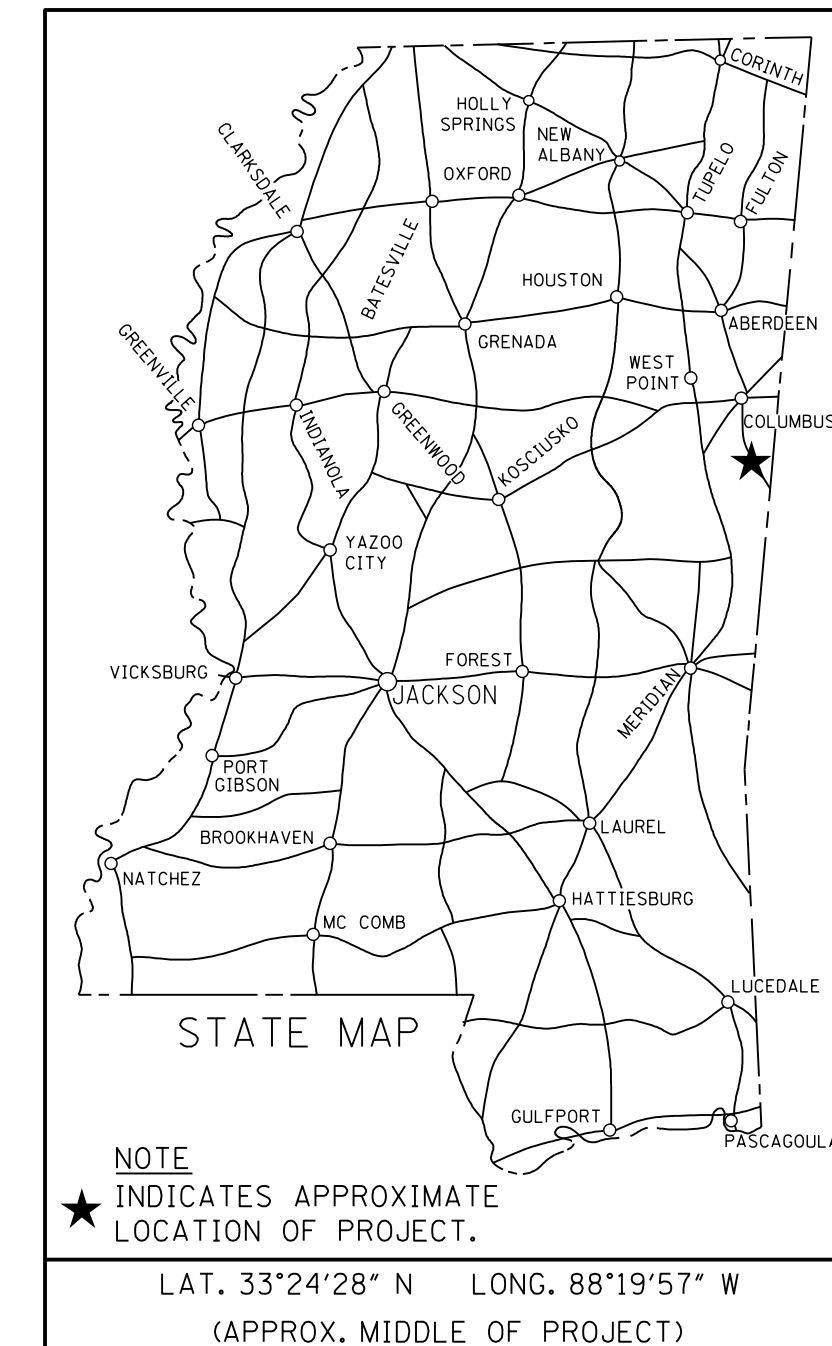 CORINTH
HOLLY
SPRINGS
NEW
ALBANY
CLARKSDALE
OXFORD
TUPELO
FULTON
BATESVILLE
HOUSTON
ABERDEEN
GREENVILLE
GRENADA
WEST
POINT
COLUMBUS
INDIANOLA
GREENWOOD
KOSCIUSKO
YAZOO
CITY
VICKSBURG
FOREST
JACKSON
MERIDIAN
PORT
GIBSON
BROOKHAVEN
LAUREL
NATCHEZ
HATTIESBURG
MC COMB
LUCEDALE
STATE MAP
GULFPORT
PASCAGOULA
NOTE
INDICATES APPROXIMATE
LOCATION OF PROJECT.
LAT. 33°24'28" N LONG. 88°19'57" W
(APPROX. MIDDLE OF PROJECT)